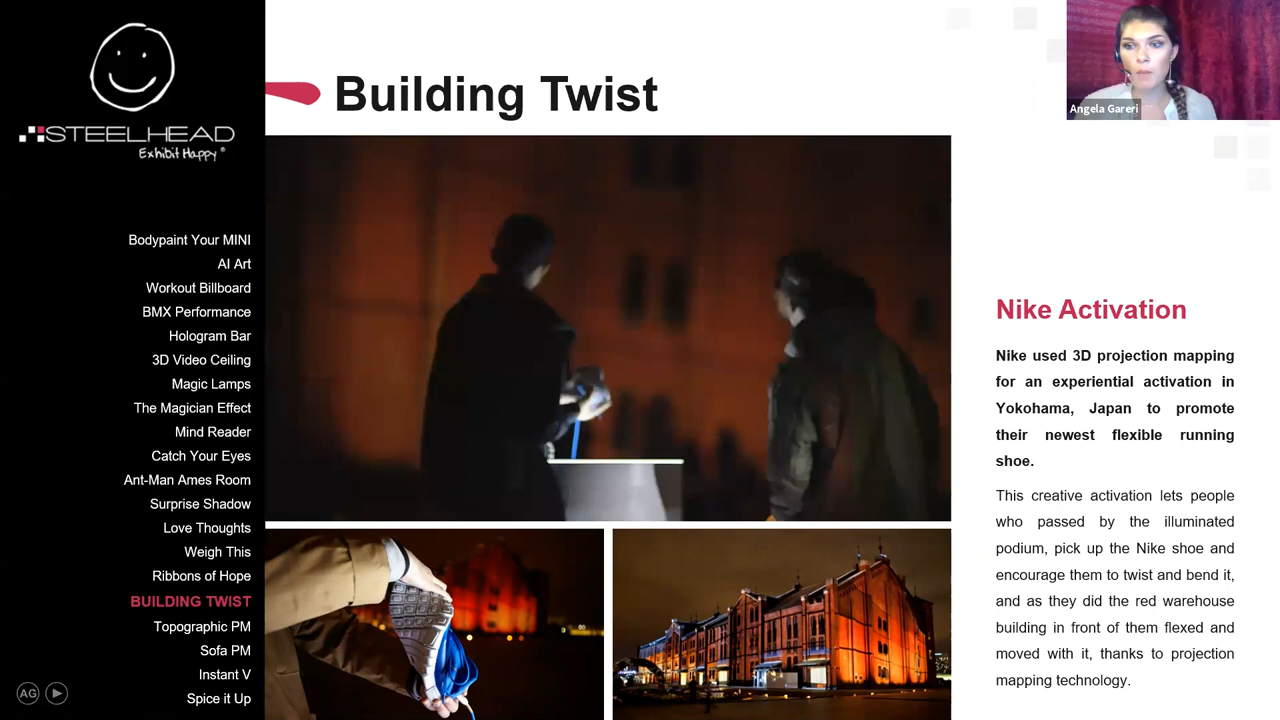 STEELHEAD
Exhibit Happy®
Bodypaint Your MINI
AI Art
Workout Billboard
BMX Performance
Hologram Bar
3D Video Ceiling
Magic Lamps
The Magician Effect
Mind Reader
Catch Your Eyes
Ant-Man Ames Room
Surprise Shadow
Love Thoughts
Weigh This
Ribbons of Hope
BUILDING TWIST
Topographic PM
Sofa PM
Instant V
Spice it Up
AG
Building Twist
Angela Gareri
Nike Activation
Nike used 3D projection mapping
for an experiential activation in
Yokohama, Japan to promote
their newest flexible running
shoe.
This creative activation lets people
who passed by the illuminated
podium, pick up the Nike shoe and
encourage them to twist and bend it,
and as they did the red warehouse
building in front of them flexed and
moved with it, thanks to projection
mapping technology.